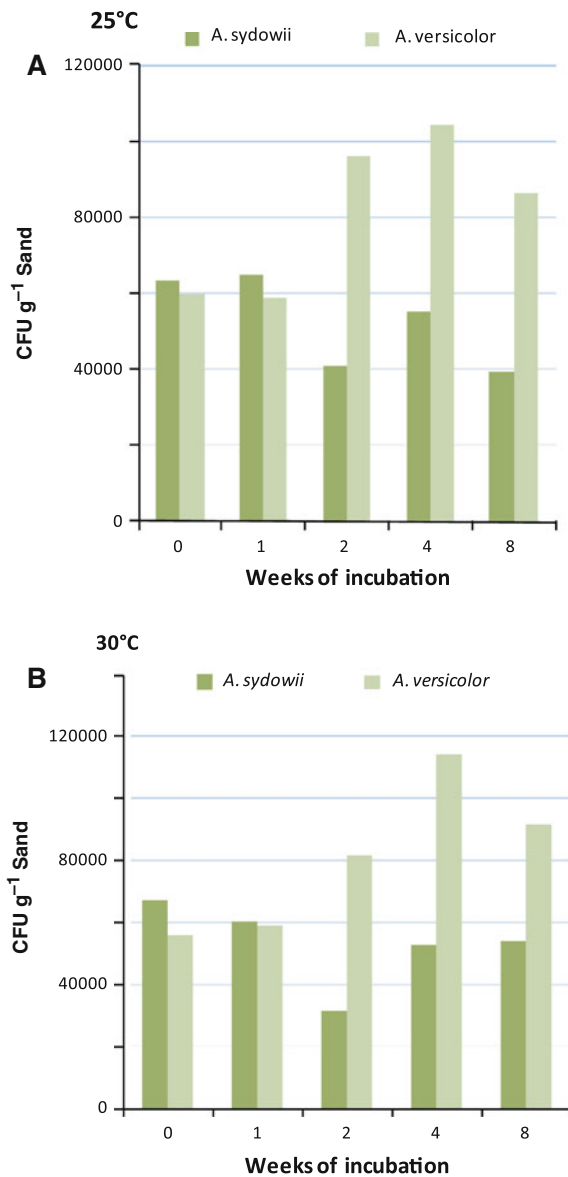 25°C
A. sydowii A. versicolor
A
120000
80000
40000
0
CFU g⁻¹ Sand
0 1 2 4 8
Weeks of incubation
30°C
B
A. sydowii A. versicolor
120000
80000
40000
0
CFU g⁻¹ Sand
0 1 2 4 8
Weeks of incubation